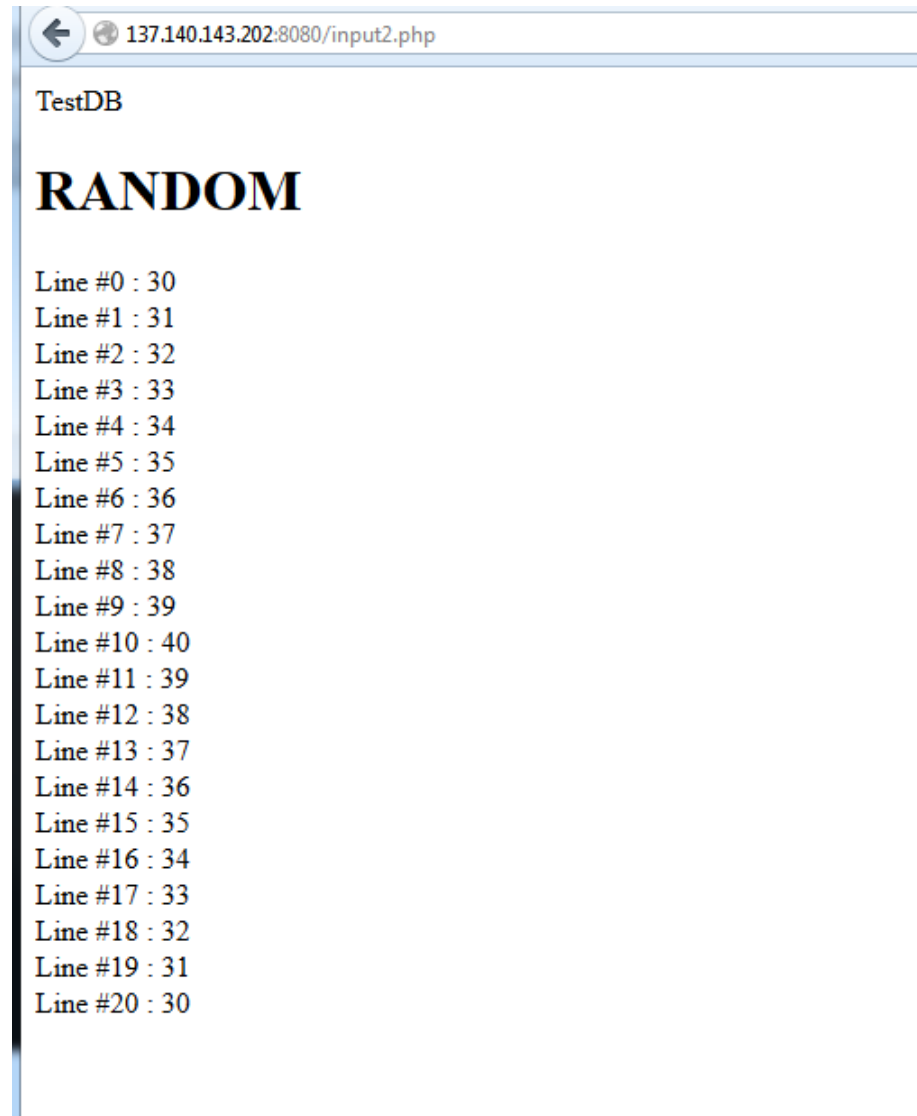 137.140.143.202:8080/input2.php
TestDB
RANDOM
Line #0 : 30
Line #1 : 31
Line #2 : 32
Line #3 : 33
Line #4 : 34
Line #5 : 35
Line #6 : 36
Line #7 : 37
Line #8 : 38
Line #9 : 39
Line #10 : 40
Line #11 : 39
Line #12 : 38
Line #13 : 37
Line #14 : 36
Line #15 : 35
Line #16 : 34
Line #17 : 33
Line #18 : 32
Line #19 : 31
Line #20 : 30